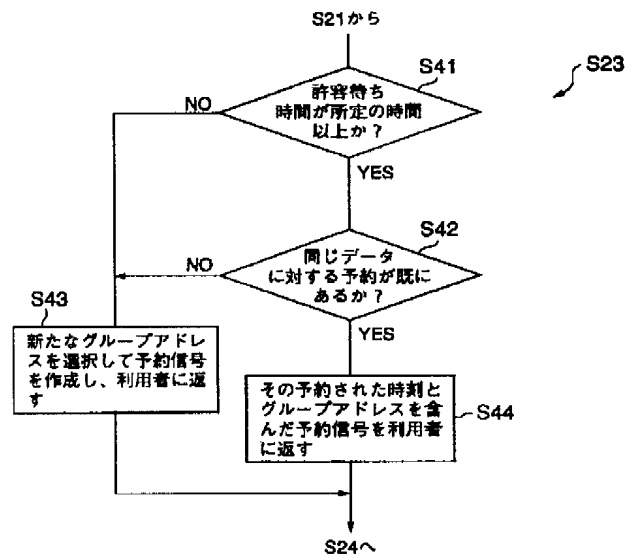 S21から
S41
S23
許容待ち
時間が所定の時間
以上か?
NO
YES
S42
同じデータ
に対する予約が既に
あるか?
NO
YES
S43
新たなグループアドレ
スを選択して予約信号
を作成し、利用者に返
す
その予約された時刻と
グループアドレスを含
んだ予約信号を利用者
に返す
S44
S24へ